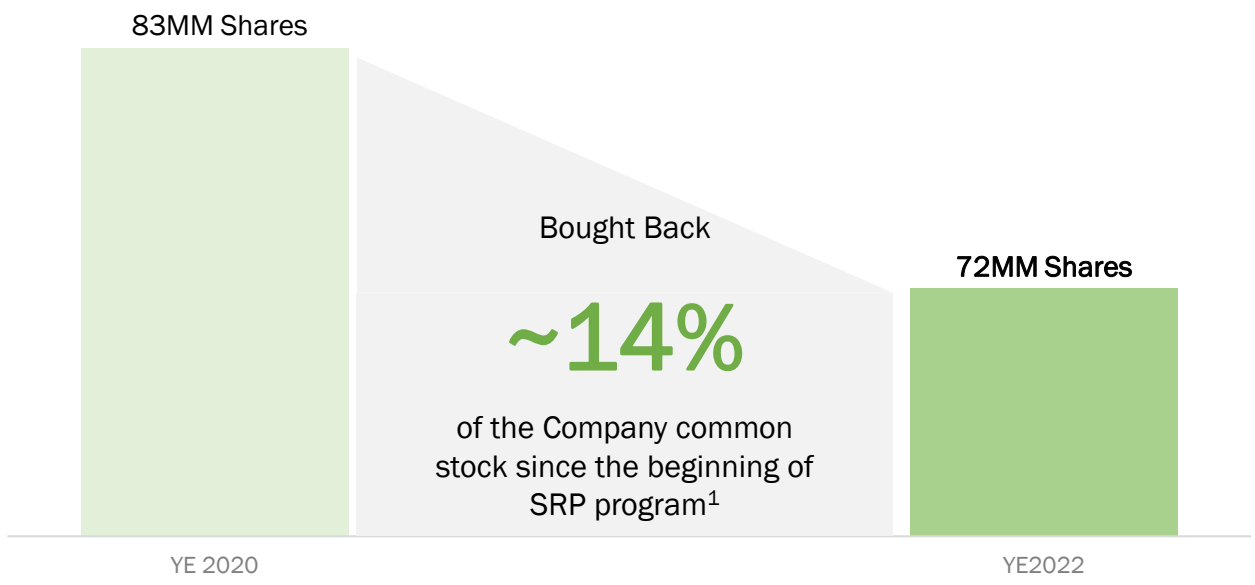 83MM Shares
Bought Back
72MM Shares
~14%
of the Company common
stock since the beginning of
SRP program¹
YE 2020
YE2022